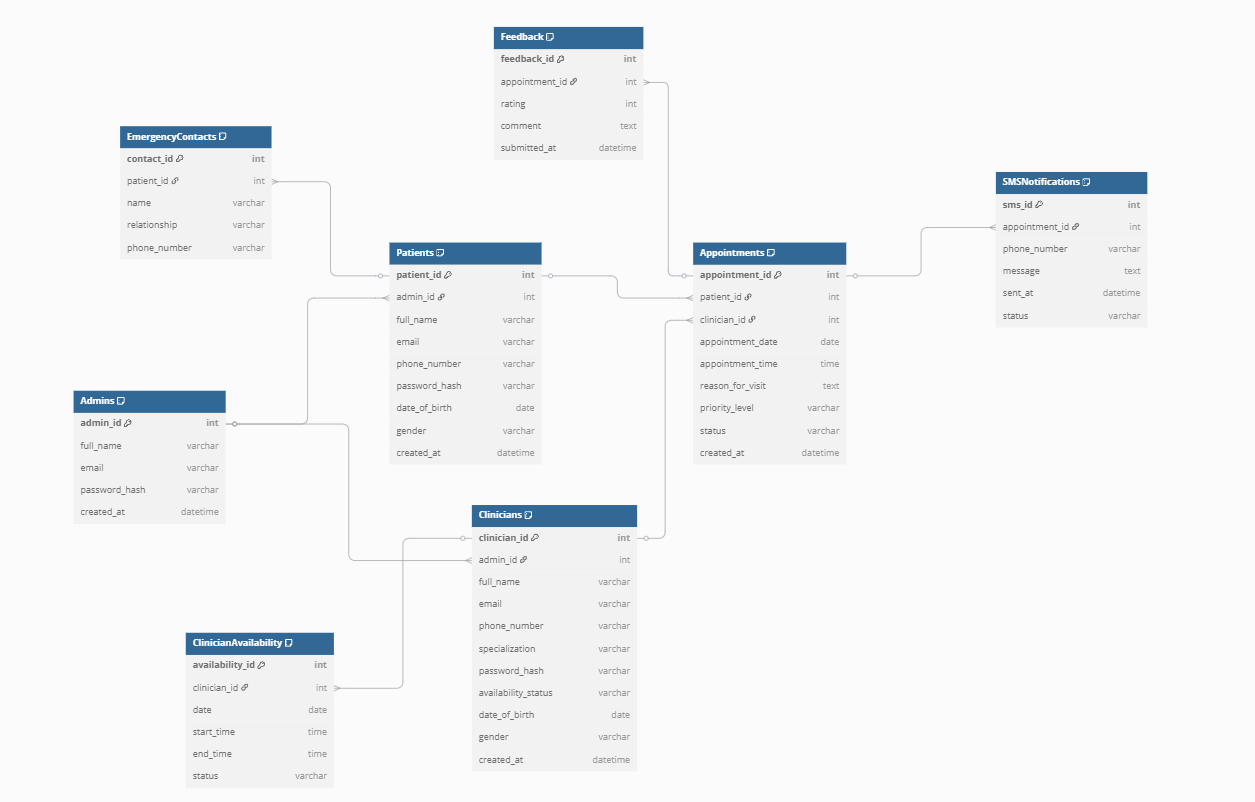 Feedback
feedback_id int
appointment_id int
rating int
comment text
submitted_at datetime
EmergencyContacts
contact_id int
patient_id int
name varchar
relationship varchar
phone_number varchar
SMSNotifications
sms_id int
appointment_id int
phone_number varchar
message text
sent_at datetime
status varchar
Patients
patient_id int
admin_id int
full_name varchar
email varchar
phone_number varchar
password_hash varchar
date_of_birth date
gender varchar
created_at datetime
Appointments
appointment_id int
patient_id int
clinician_id int
appointment_date date
appointment_time time
reason_for_visit text
priority_level varchar
status varchar
created_at datetime
Admins
admin_id int
full_name varchar
email varchar
password_hash varchar
created_at datetime
Clinicians
clinician_id int
admin_id int
full_name varchar
email varchar
phone_number varchar
specialization varchar
password_hash varchar
availability_status varchar
date_of_birth date
gender varchar
created_at datetime
ClinicianAvailability
availability_id int
clinician_id int
date date
start_time time
end_time time
status varchar